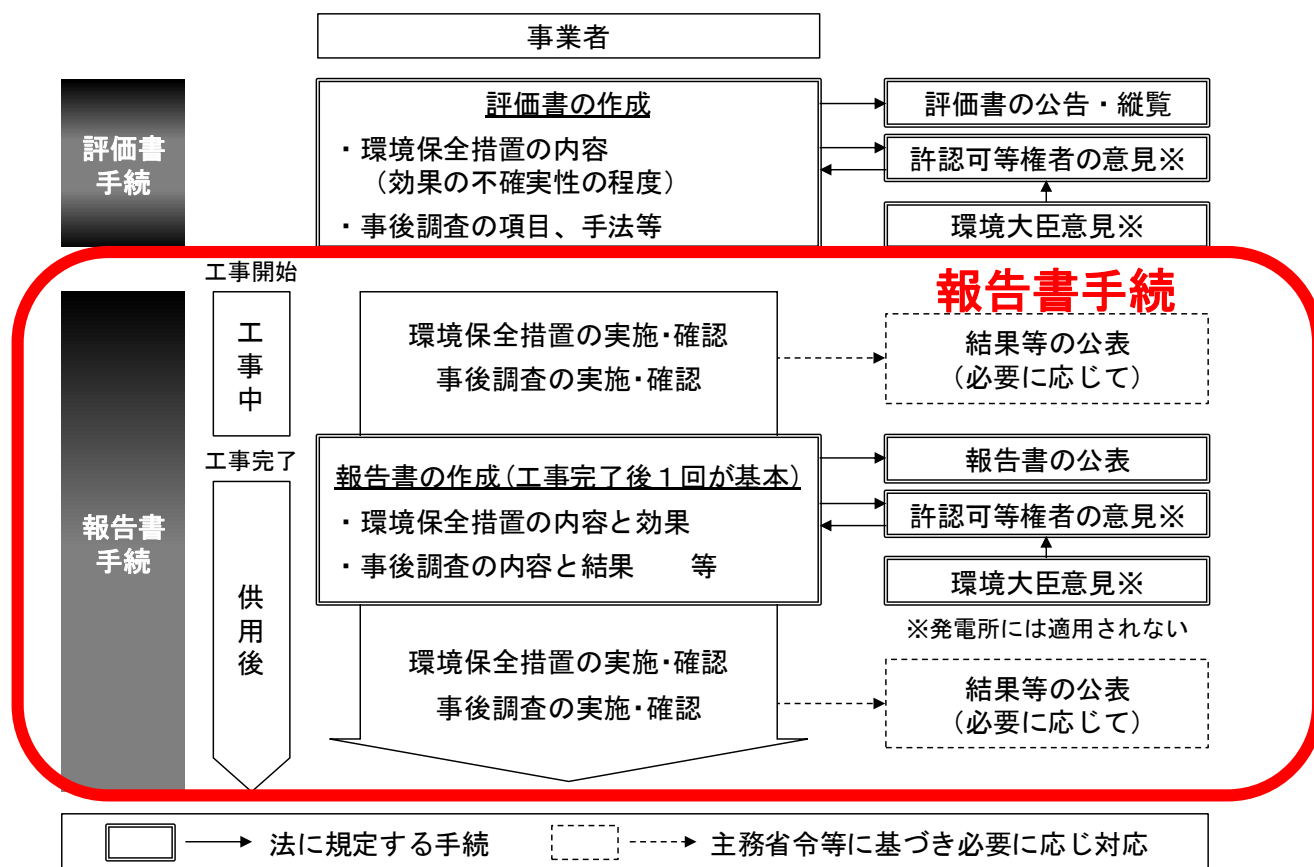 事業者
評価書
手続
評価書の作成
・環境保全措置の内容
（効果の不確実性の程度）
・事後調査の項目、手法等
評価書の公告・縦覧
許認可等権者の意見※
環境大臣意見※
報告書手続
工事開始
工事中
環境保全措置の実施・確認
事後調査の実施・確認
結果等の公表
（必要に応じて）
工事完了
報告書
手続
報告書の作成（工事完了後１回が基本）
・環境保全措置の内容と効果
・事後調査の内容と結果　　等
報告書の公表
許認可等権者の意見※
環境大臣意見※
※発電所には適用されない
供用後
環境保全措置の実施・確認
事後調査の実施・確認
結果等の公表
（必要に応じて）
法に規定する手続
主務省令等に基づき必要に応じ対応